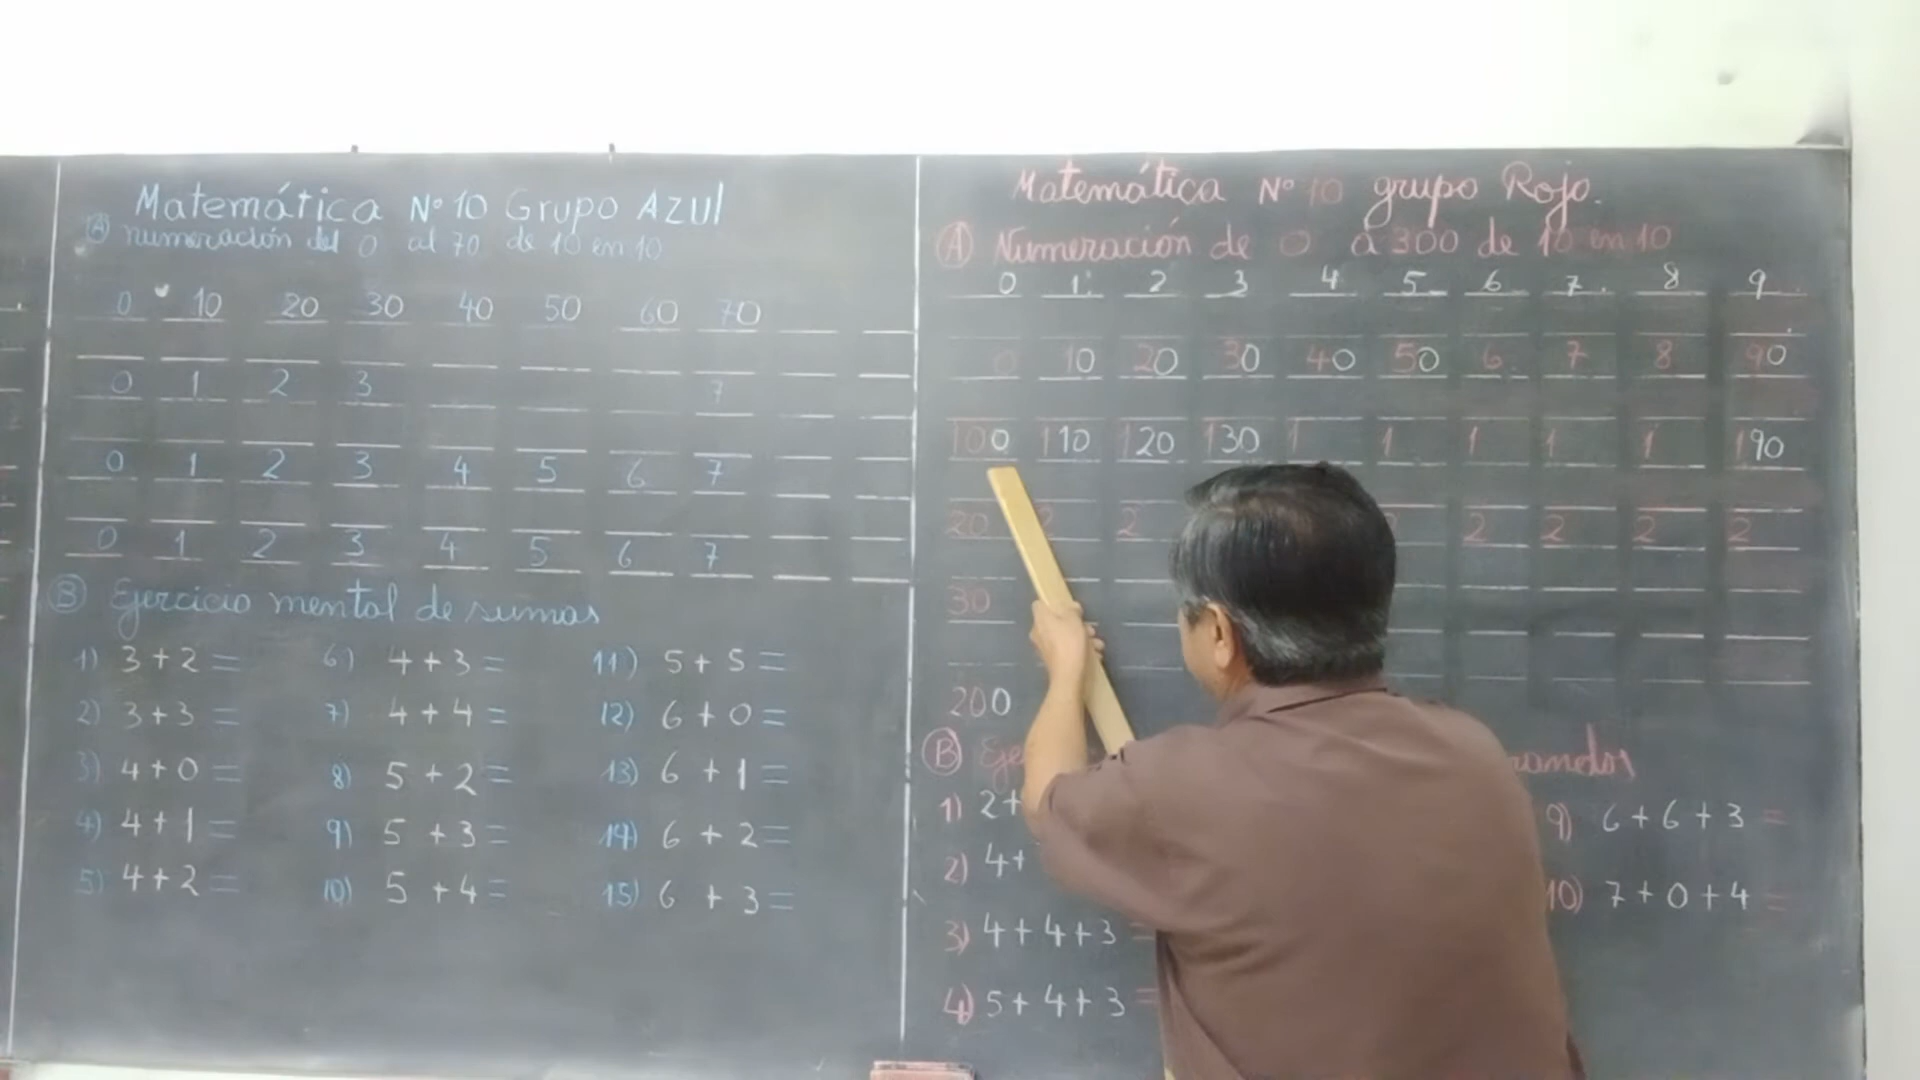 Matemática Nº 10 Grupo AZUl
(A) numeración del 0 al 70 de 10 en 10
0 10 20 30 40 50 60 70
0 1 2 3 7
0 1 2 3 4 5 6 7
0 1 2 3 4 5 6 7
(B) Ejercicio mental de sumas
1) 3+2= 6) 4+3= 11) 5+5=
2) 3+3= 7) 4+4= 12) 6+0=
3) 4+0= 8) 5+2= 13) 6+1=
4) 4+1= 9) 5+3= 14) 6+2=
5) 4+2= 10) 5+4= 15) 6+3=
Matemática Nº 10 grupo Rojo.
(A) Numeración de 0 a 300 de 10 en 10
0 1 2 3 4 5 6 7 8 9
0 10 20 30 40 50 6 7 8 90
100 110 120 130 1 1 1 1 1 190
20 2 2 2 2 2 2
30
200
(B)
1) 2+
2) 4+
3) 4+4+3 =
4) 5+4+3 =
9) 6+6+3 =
10) 7+0+4 =